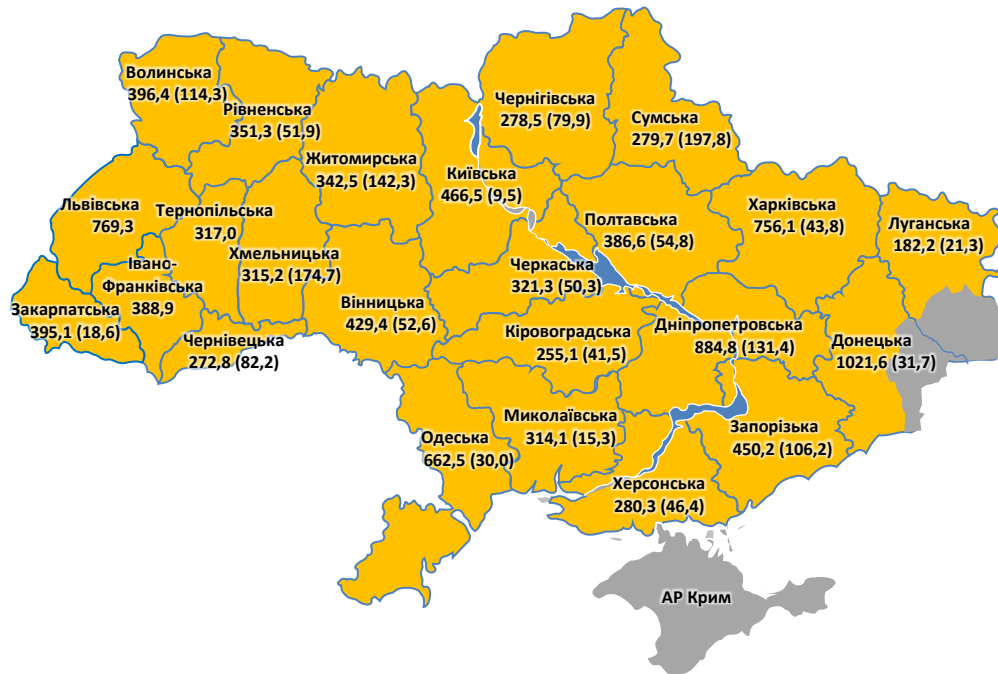 Волинська
396,4 (114,3)
Рівненська
351,3 (51,9)
Житомирська
342,5 (142,3)
Київська
466,5 (9,5)
Чернігівська
278,5 (79,9)
Сумська
279,7 (197,8)
Львівська
769,3
Тернопільська
317,0
Хмельницька
315,2 (174,7)
Вінницька
429,4 (52,6)
Черкаська
321,3 (50,3)
Полтавська
386,6 (54,8)
Харківська
756,1 (43,8)
Луганська
182,2 (21,3)
Закарпатська
395,1 (18,6)
Івано-
Франківська
388,9
Чернівецька
272,8 (82,2)
Кіровоградська
255,1 (41,5)
Дніпропетровська
884,8 (131,4)
Донецька
1021,6 (31,7)
Одеська
662,5 (30,0)
Миколаївська
314,1 (15,3)
Запорізька
450,2 (106,2)
Херсонська
280,3 (46,4)
АР Крим